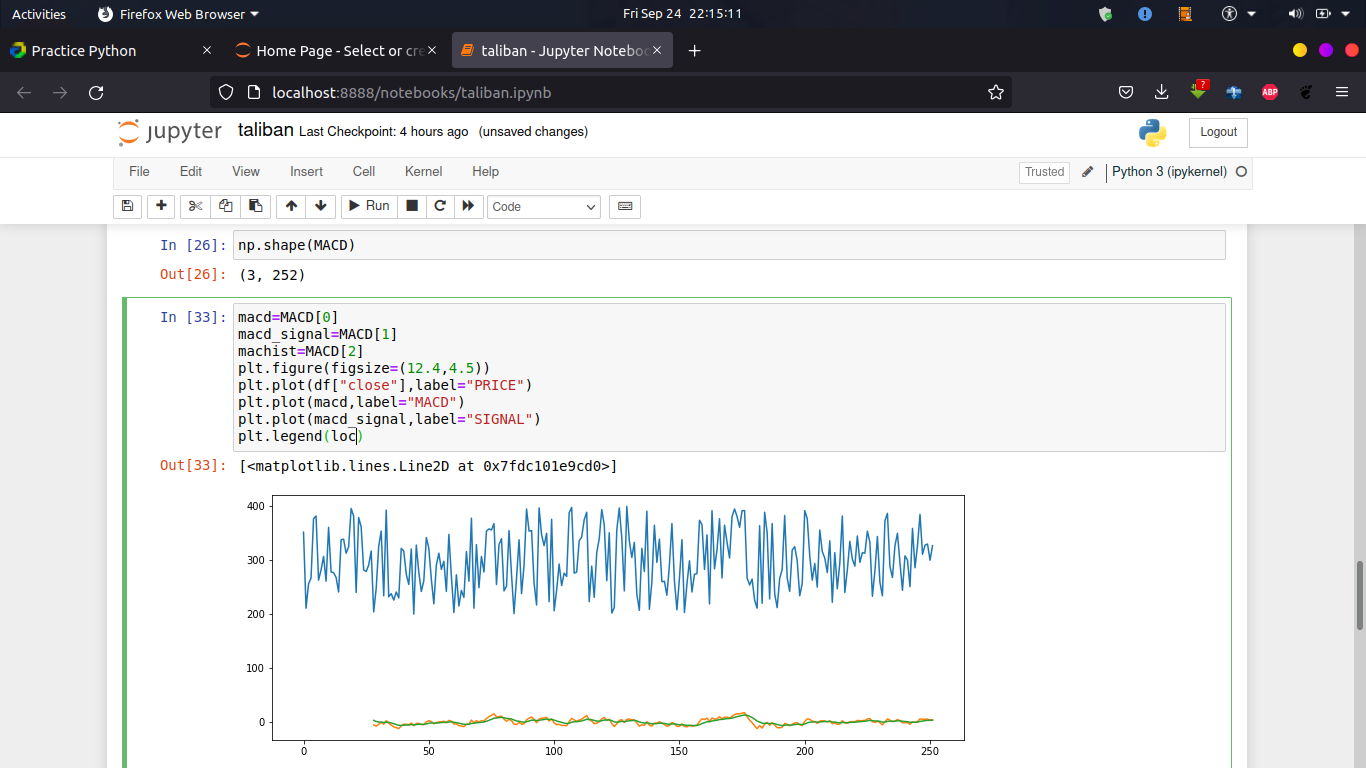 Activities Firefox Web Browser Fri Sep 24 22:15:11
Practice Python × Home Page - Select or cre × taliban - Jupyter Noteboo × +
localhost:8888/notebooks/taliban.ipynb ? ABP
jupyter taliban Last Checkpoint: 4 hours ago (unsaved changes) Logout
File Edit View Insert Cell Kernel Help Trusted Python 3 (ipykernel)
Run Code
In [26]: np.shape(MACD)
Out[26]: (3, 252)
In [33]: macd=MACD[0]
macd_signal=MACD[1]
machist=MACD[2]
plt.figure(figsize=(12.4,4.5))
plt.plot(df["close"],label="PRICE")
plt.plot(macd,label="MACD")
plt.plot(macd_signal,label="SIGNAL")
plt.legend(loc)
Out[33]: [<matplotlib.lines.Line2D at 0x7fdc101e9cd0>]
400
300
200
100
0
0 50 100 150 200 250